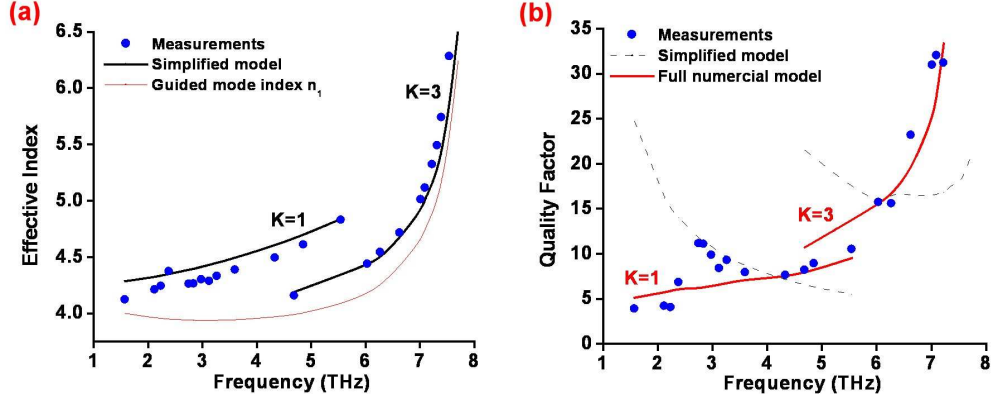 (a)
Effective Index
6.5
6.0
5.5
5.0
4.5
4.0
Measurements
Simplified model
Guided mode index n1
K=3
K=1
1 2 3 4 5 6 7 8
Frequency (THz)
(b)
Quality Factor
35
30
25
20
15
10
5
0
Measurements
Simplified model
Full numercial model
K=3
K=1
1 2 3 4 5 6 7 8
Frequency (THz)